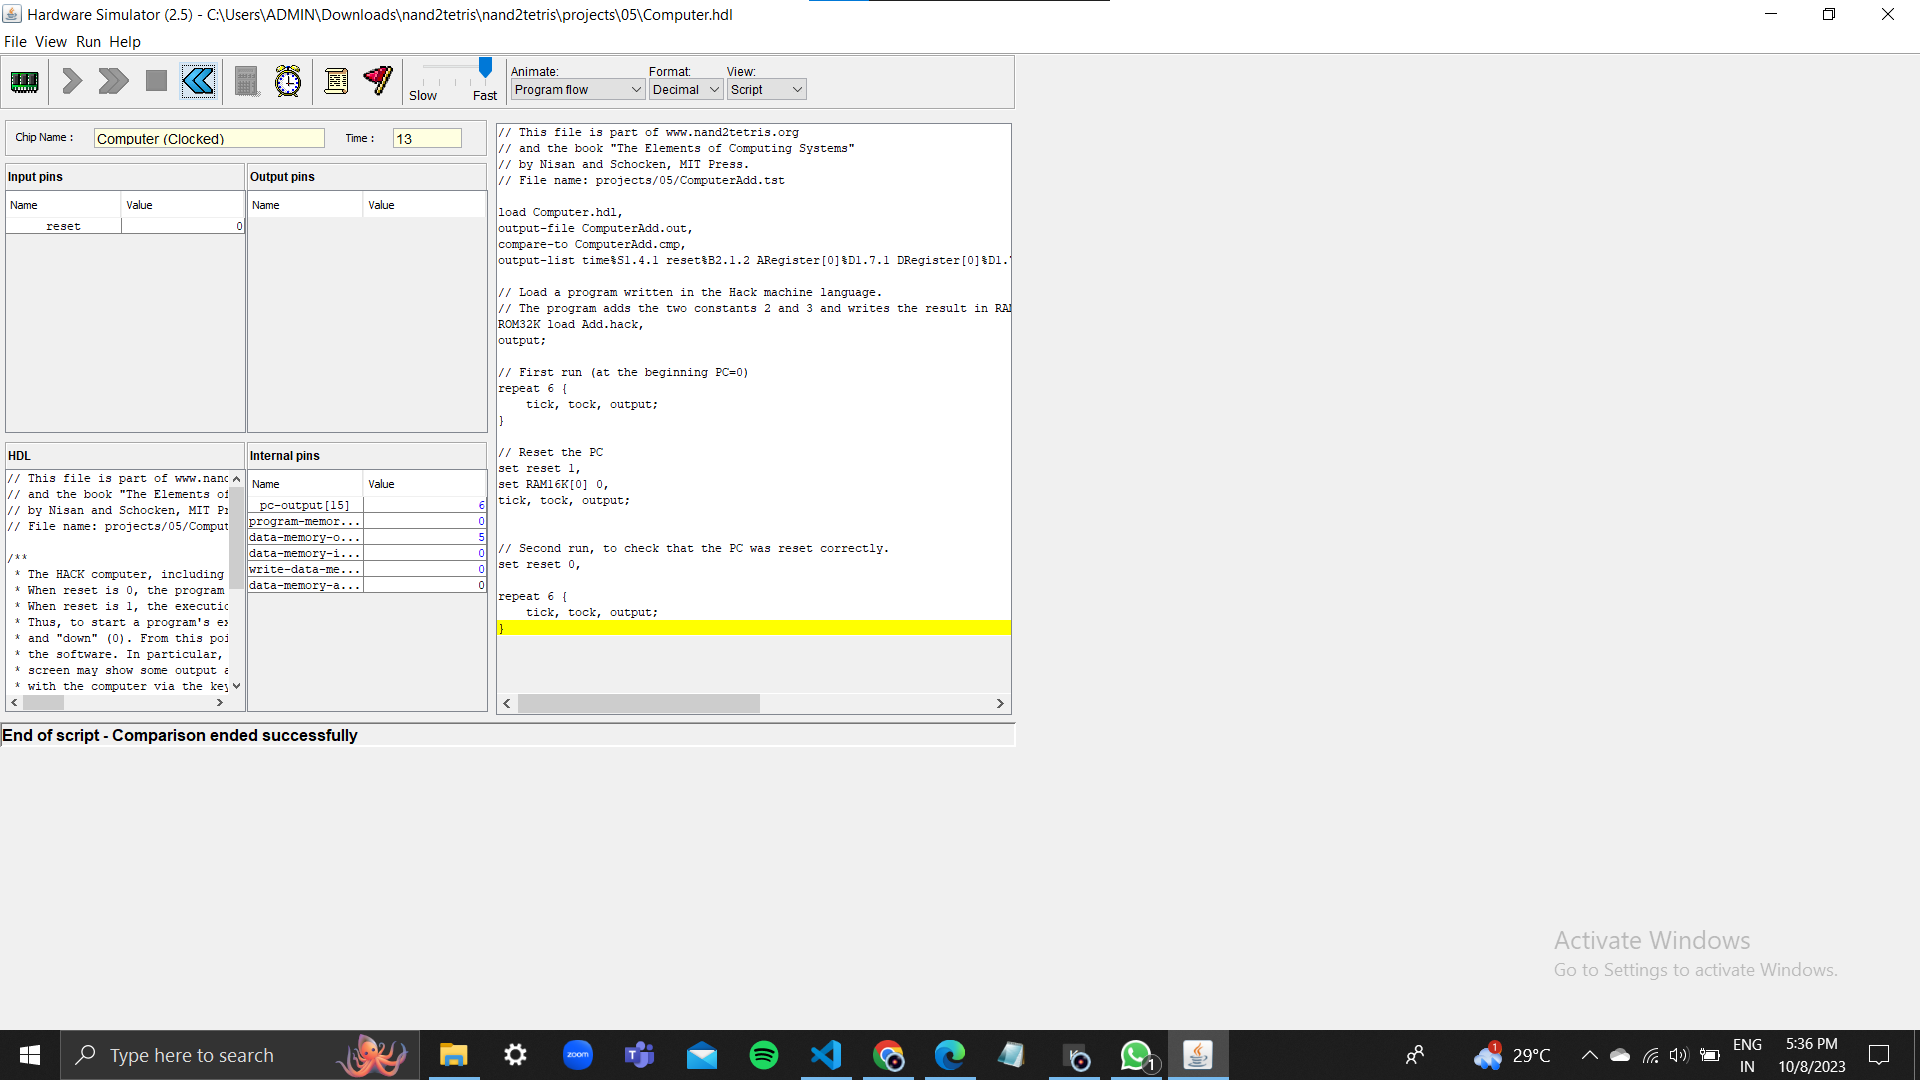 Hardware Simulator (2.5) - C:\Users\ADMIN\Downloads\nand2tetris\nand2tetris\projects\05\Computer.hdl
File View Run Help
Slow Fast
Animate: Format: View:
Program flow Decimal Script
Chip Name : Computer (Clocked) Time : 13
Input pins
Name Value
reset 0
Output pins
Name Value
HDL
// This file is part of www.nand
// and the book "The Elements of
// by Nisan and Schocken, MIT Pr
// File name: projects/05/Comput
/**
* The HACK computer, including
* When reset is 0, the program
* When reset is 1, the executio
* Thus, to start a program's ex
* and "down" (0). From this poi
* the software. In particular,
* screen may show some output a
* with the computer via the key
Internal pins
Name Value
pc-output[15] 6
program-memor... 0
data-memory-o... 5
data-memory-i... 0
write-data-me... 0
data-memory-a... 0
// This file is part of www.nand2tetris.org
// and the book "The Elements of Computing Systems"
// by Nisan and Schocken, MIT Press.
// File name: projects/05/ComputerAdd.tst
load Computer.hdl,
output-file ComputerAdd.out,
compare-to ComputerAdd.cmp,
output-list time%S1.4.1 reset%B2.1.2 ARegister[0]%D1.7.1 DRegister[0]%D1.
// Load a program written in the Hack machine language.
// The program adds the two constants 2 and 3 and writes the result in RAM
ROM32K load Add.hack,
output;
// First run (at the beginning PC=0)
repeat 6 {
tick, tock, output;
}
// Reset the PC
set reset 1,
set RAM16K[0] 0,
tick, tock, output;
// Second run, to check that the PC was reset correctly.
set reset 0,
repeat 6 {
tick, tock, output;
}
End of script - Comparison ended successfully
Activate Windows
Go to Settings to activate Windows.
Type here to search
zoom
1
1
29°C
ENG
IN
5:36 PM
10/8/2023